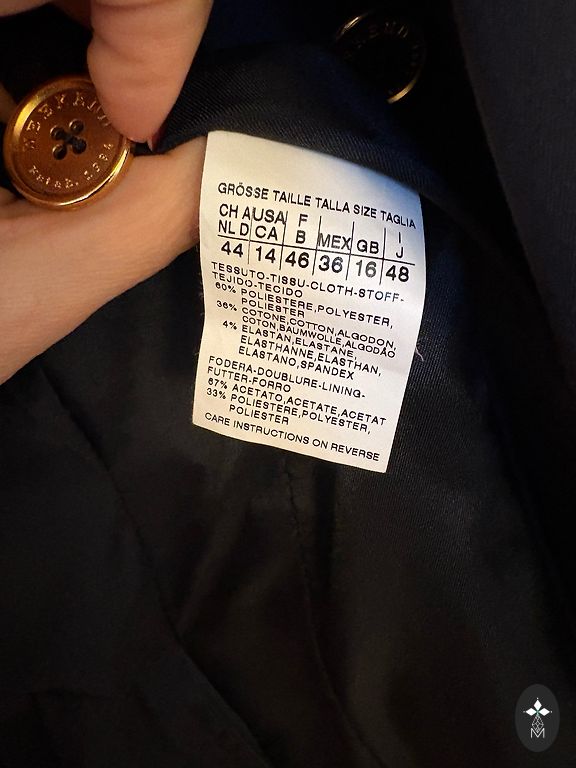 GRÖSSE TAILLE TALLA SIZE TAGLIA
CH A USA F I
NL D CA B MEX GB J
44 14 46 36 16 48
TESSUTO-TISSU-CLOTH-STOFF-
TEJIDO-TECIDO
60% POLIESTERE,POLYESTER,
POLIESTER
36% COTONE,COTTON,ALGODON,
COTON,BAUMWOLLE,ALGODÃO
4% ELASTAN,ELASTANE,
ELASTHANNE,ELASTHAN,
ELASTANO,SPANDEX
FODERA-DOUBLURE-LINING-
FUTTER-FORRO
67% ACETATO,ACETATE,ACETAT
33% POLIESTERE,POLYESTER,
POLIESTER
CARE INSTRUCTIONS ON REVERSE
M